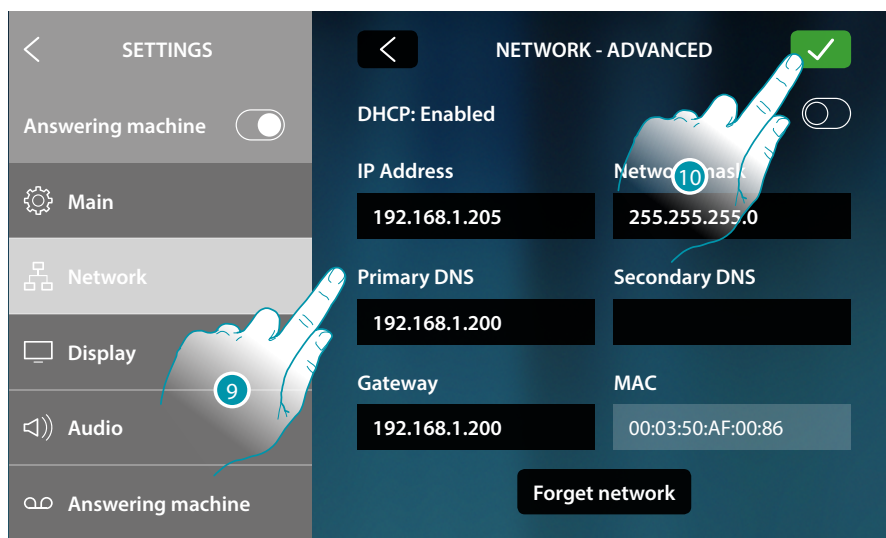 SETTINGS
Answering machine
Main
Network
Display
Audio
Answering machine
9
NETWORK - ADVANCED
DHCP: Enabled
IP Address
192.168.1.205
Network mask
255.255.255.0
10
Primary DNS
192.168.1.200
Secondary DNS
Gateway
192.168.1.200
MAC
00:03:50:AF:00:86
Forget network